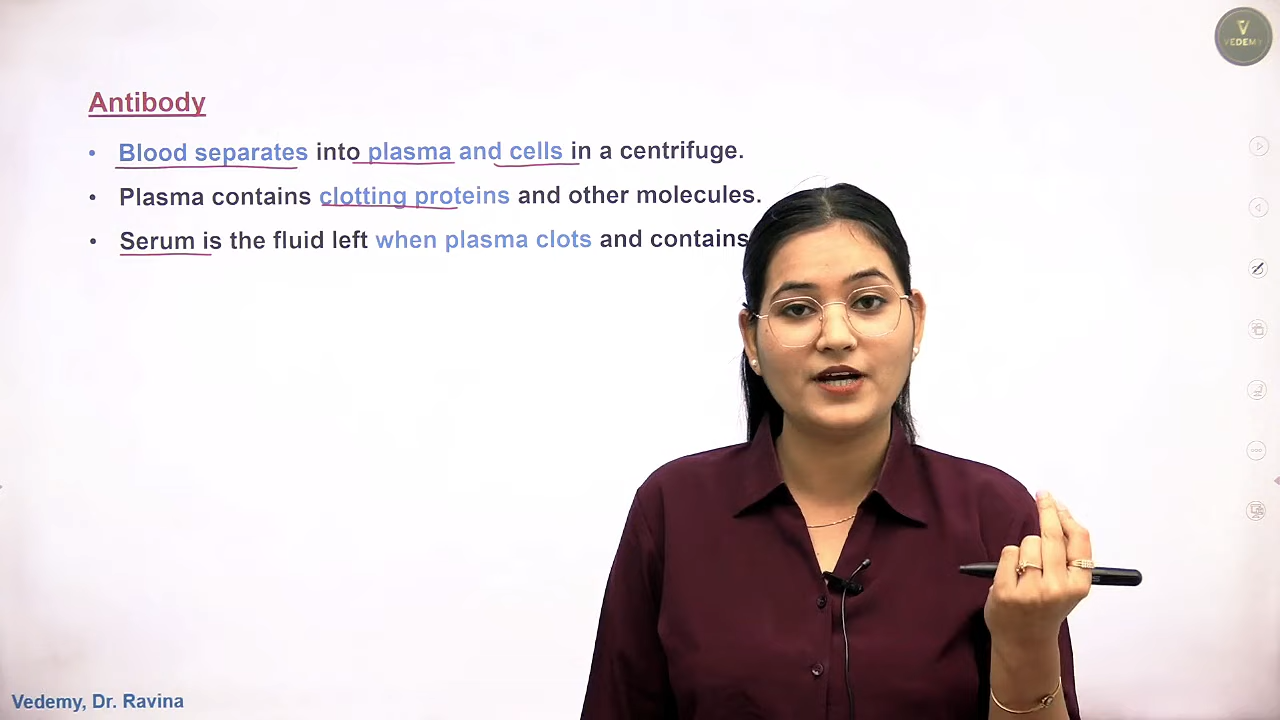 VEDEMY
Antibody
• Blood separates into plasma and cells in a centrifuge.
• Plasma contains clotting proteins and other molecules.
• Serum is the fluid left when plasma clots and contains
Vedemy, Dr. Ravina